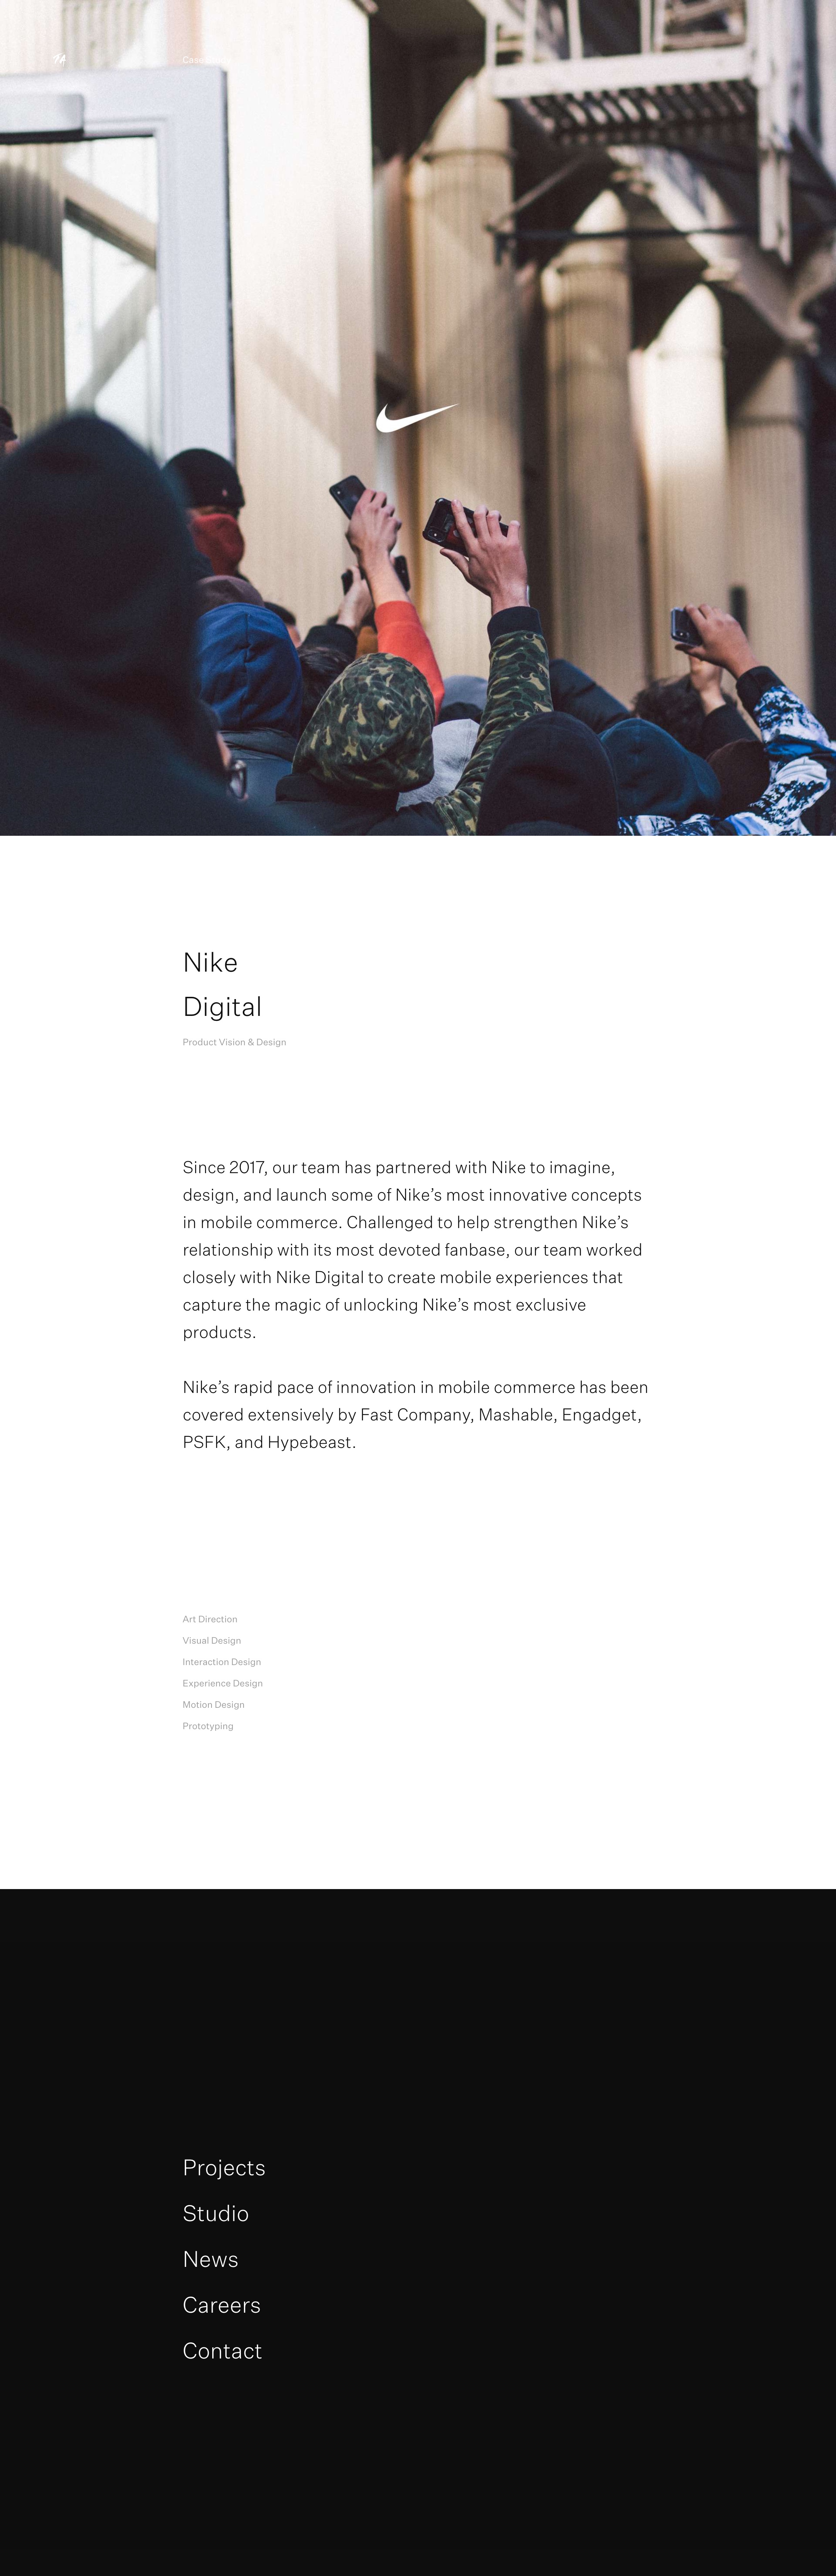 TA
Case
Nike
Digital
Product Vision & Design
Since 2017, our team has partnered with Nike to imagine,
design, and launch some of Nike’s most innovative concepts
in mobile commerce. Challenged to help strengthen Nike’s
relationship with its most devoted fanbase, our team worked
closely with Nike Digital to create mobile experiences that
capture the magic of unlocking Nike’s most exclusive
products.
Nike’s rapid pace of innovation in mobile commerce has been
covered extensively by Fast Company, Mashable, Engadget,
PSFK, and Hypebeast.
Art Direction
Visual Design
Interaction Design
Experience Design
Motion Design
Prototyping
Projects
Studio
News
Careers
Contact